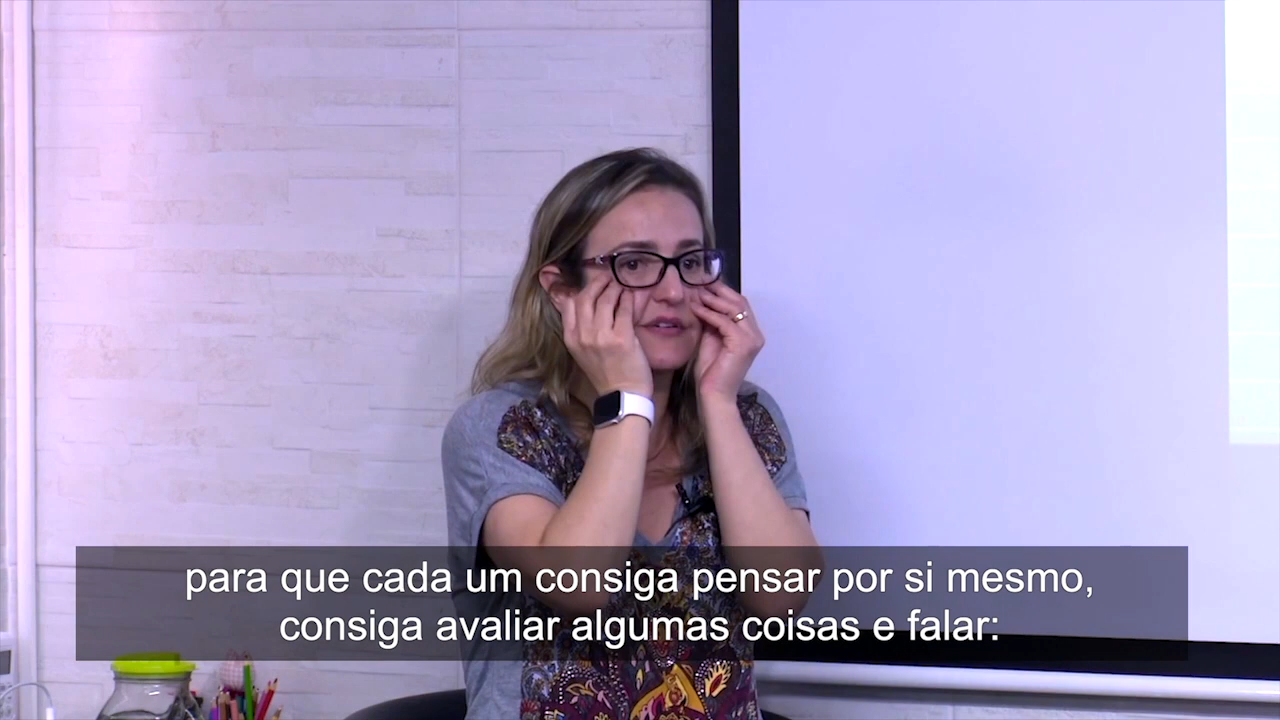 para que cada um consiga pensar por si mesmo,
consiga avaliar algumas coisas e falar: